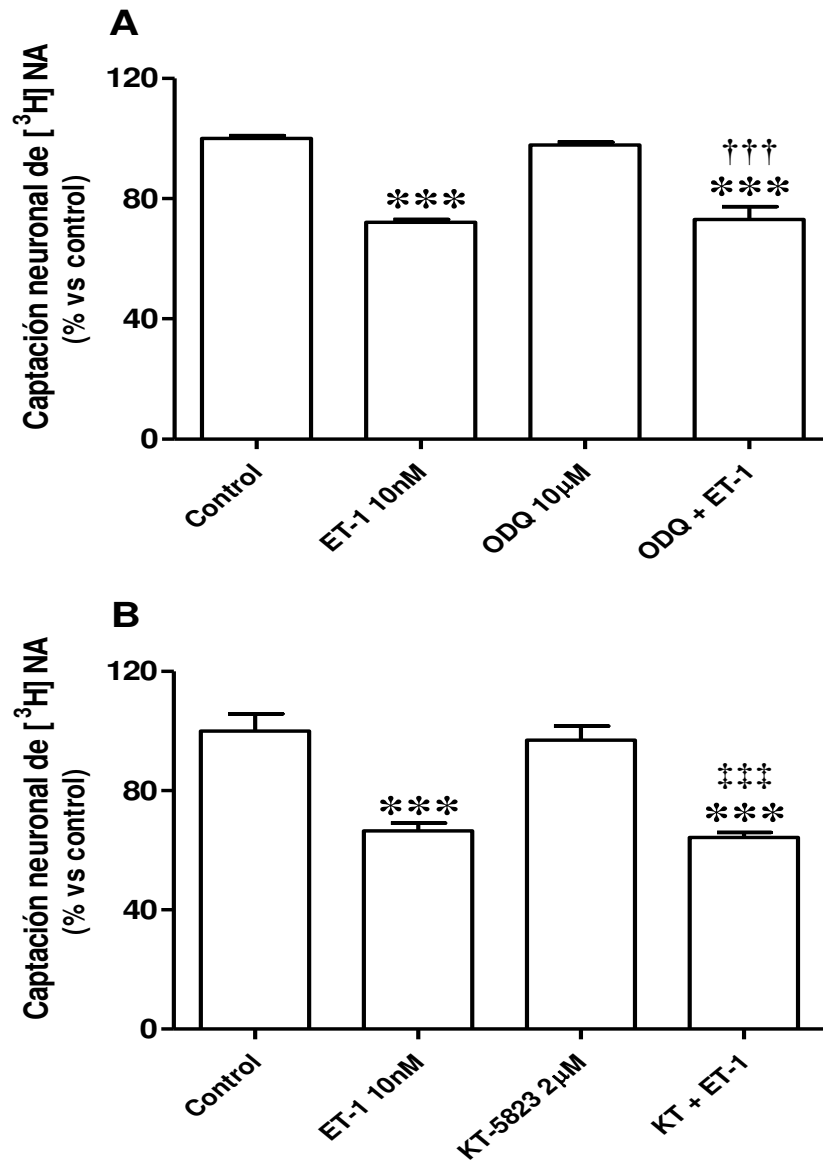 A
Captación neuronal de [³H] NA
(% vs control)
120
80
40
0
***
†††
***
Control
ET-1 10nM
ODQ 10µM
ODQ + ET-1
B
Captación neuronal de [³H] NA
(% vs control)
120
80
40
0
***
‡‡‡
***
Control
ET-1 10nM
KT-5823 2µM
KT + ET-1